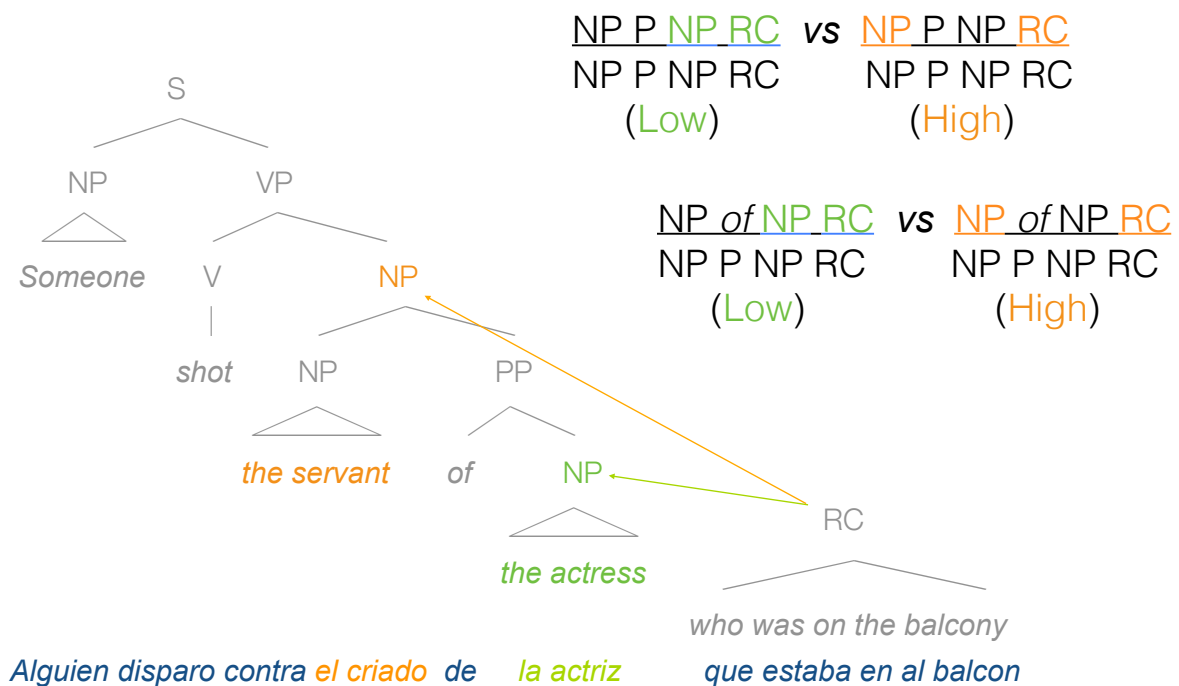 NP P NP RC vs NP P NP RC
NP P NP RC NP P NP RC
(Low) (High)
S
NP VP
NP of NP RC vs NP of NP RC
NP P NP RC NP P NP RC
(Low) (High)
Someone V NP
shot NP PP
the servant of NP
RC
the actress
who was on the balcony
Alguien disparo contra el criado de la actriz que estaba en al balcon